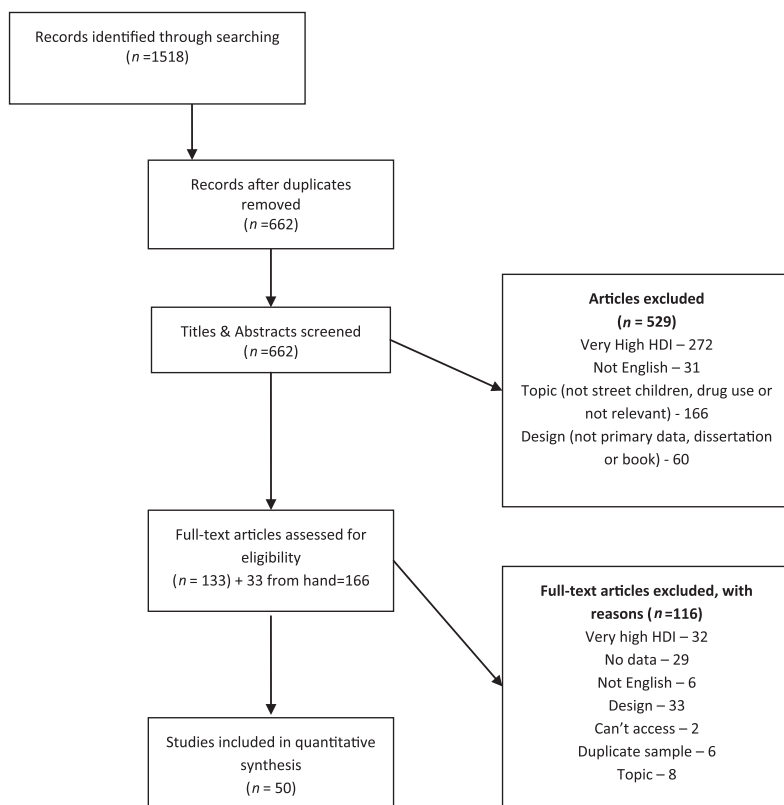 Records identified through searching
(n =1518)
Records after duplicates
removed
(n =662)
Titles & Abstracts screened
(n =662)
Articles excluded
(n = 529)
Very High HDI – 272
Not English – 31
Topic (not street children, drug use or
not relevant) - 166
Design (not primary data, dissertation
or book) - 60
Full-text articles assessed for
eligibility
(n = 133) + 33 from hand=166
Full-text articles excluded, with
reasons (n=116)
Very high HDI – 32
No data – 29
Not English – 6
Design – 33
Can't access – 2
Duplicate sample – 6
Topic – 8
Studies included in quantitative
synthesis
(n = 50)